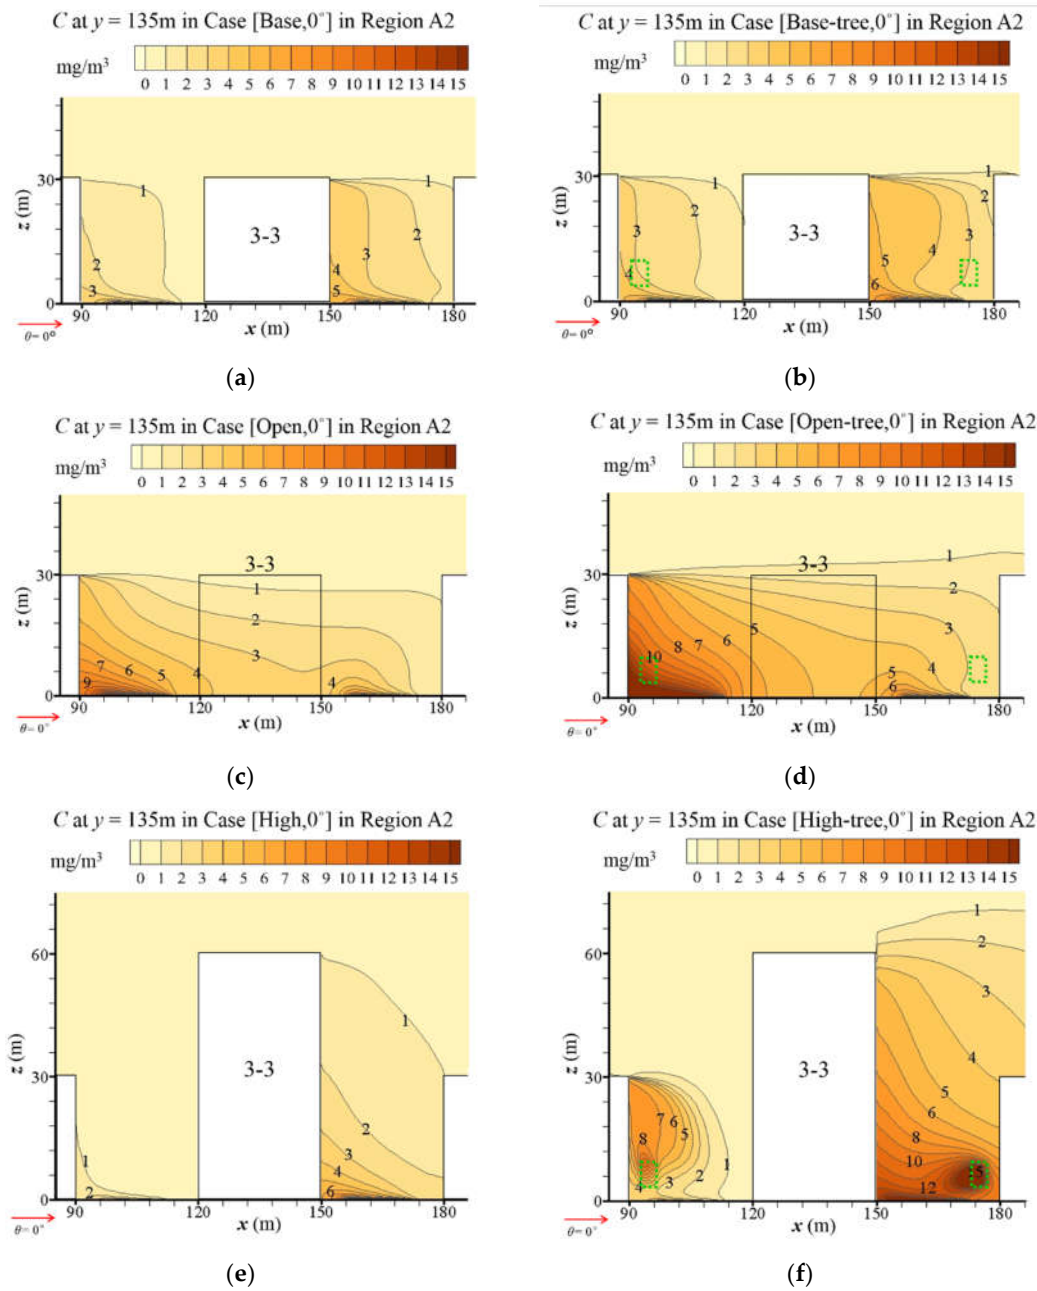 C at y = 135m in Case [Base,0°] in Region A2
mg/m³
0 1 2 3 4 5 6 7 8 9 10 11 12 13 14 15
30
1
1
3-3
2
3
2
4
2
3
5
0
90 120 150 180
z (m)
x (m)
θ= 0°
(a)
C at y = 135m in Case [Base-tree,0°] in Region A2
mg/m³
0 1 2 3 4 5 6 7 8 9 10 11 12 13 14 15
1
30
1
2
2
3
3-3
3
4
5
4
6
0
90 120 150 180
z (m)
x (m)
θ= 0°
(b)
C at y = 135m in Case [Open,0°] in Region A2
mg/m³
0 1 2 3 4 5 6 7 8 9 10 11 12 13 14 15
3-3
30
1
2
3
7 6 5 4
9
4
0
90 120 150 180
z (m)
x (m)
θ= 0°
(c)
C at y = 135m in Case [Open-tree,0°] in Region A2
mg/m³
0 1 2 3 4 5 6 7 8 9 10 11 12 13 14 15
1
3-3
30
2
3
10 8 7 6 5
4
5
6
0
90 120 150 180
z (m)
x (m)
θ= 0°
(d)
C at y = 135m in Case [High,0°] in Region A2
mg/m³
0 1 2 3 4 5 6 7 8 9 10 11 12 13 14 15
60
1
30
3-3
2
1
3
4
2
6
0
90 120 150 180
z (m)
x (m)
θ= 0°
(e)
C at y = 135m in Case [High-tree,0°] in Region A2
mg/m³
0 1 2 3 4 5 6 7 8 9 10 11 12 13 14 15
1
60
2
3
4
30
3-3
5
7 6 5
6
8
8
10
1
2
3
4
12
0
90 120 150 180
z (m)
x (m)
θ= 0°
(f)